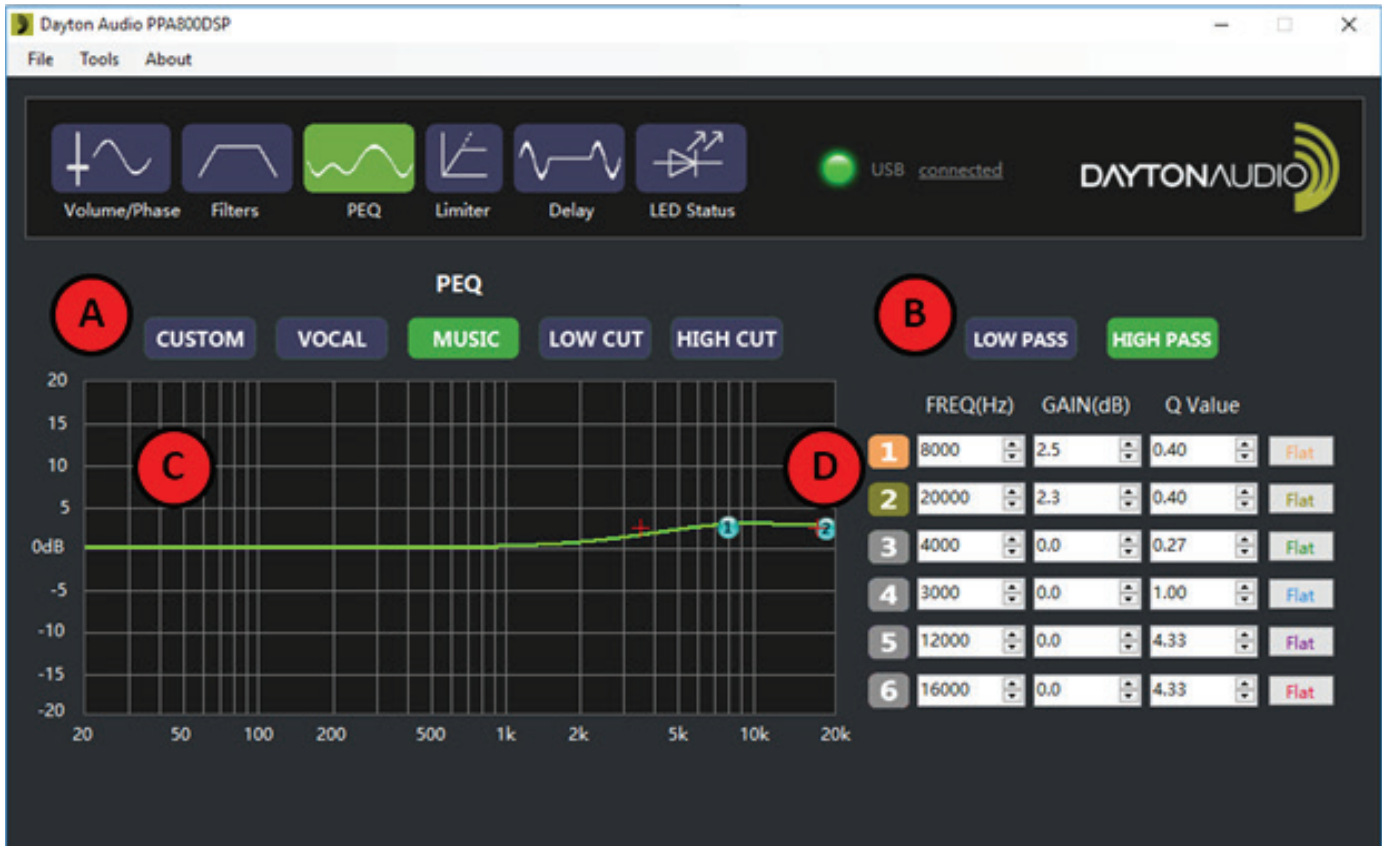 Dayton Audio PPA800DSP
File Tools About
Volume/Phase Filters PEQ Limiter Delay LED Status
USB connected
DAYTONAUDIO
PEQ
A
CUSTOM VOCAL MUSIC LOW CUT HIGH CUT
B
LOW PASS HIGH PASS
20
15
10
5
0dB
-5
-10
-15
-20
C
D
1
2
20 50 100 200 500 1k 2k 5k 10k 20k
FREQ(Hz) GAIN(dB) Q Value
1 8000 2.5 0.40 Flat
2 20000 2.3 0.40 Flat
3 4000 0.0 0.27 Flat
4 3000 0.0 1.00 Flat
5 12000 0.0 4.33 Flat
6 16000 0.0 4.33 Flat